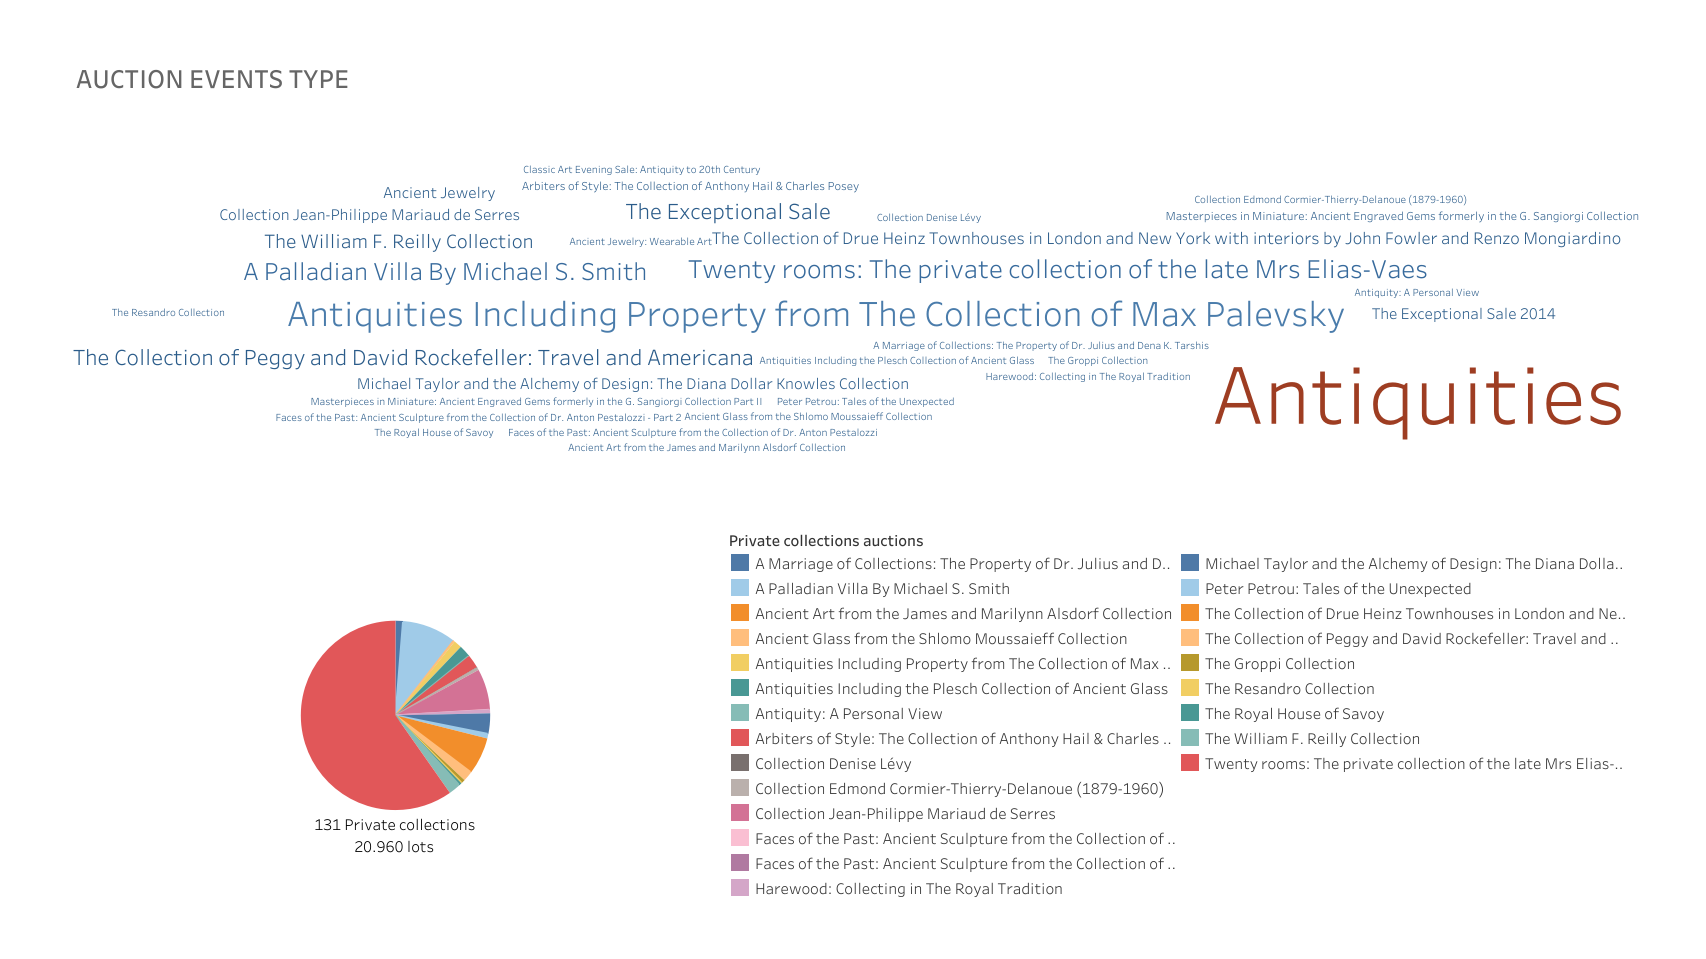 AUCTION EVENTS TYPE
Classic Art Evening Sale: Antiquity to 20th Century
Ancient Jewelry
Arbiters of Style: The Collection of Anthony Hail & Charles Posey
Collection Edmond Cormier-Thierry-Delanoue (1879-1960)
Collection Jean-Philippe Mariaud de Serres
The Exceptional Sale
Collection Denise Lévy
Masterpieces in Miniature: Ancient Engraved Gems formerly in the G. Sangiorgi Collection
The William F. Reilly Collection
Ancient Jewelry: Wearable Art
The Collection of Drue Heinz Townhouses in London and New York with interiors by John Fowler and Renzo Mongiardino
A Palladian Villa By Michael S. Smith
Twenty rooms: The private collection of the late Mrs Elias-Vaes
Antiquity: A Personal View
The Resandro Collection
Antiquities Including Property from The Collection of Max Palevsky
The Exceptional Sale 2014
A Marriage of Collections: The Property of Dr. Julius and Dena K. Tarshis
The Collection of Peggy and David Rockefeller: Travel and Americana
Antiquities Including the Plesch Collection of Ancient Glass
The Groppi Collection
Harewood: Collecting in The Royal Tradition
Antiquities
Michael Taylor and the Alchemy of Design: The Diana Dollar Knowles Collection
Masterpieces in Miniature: Ancient Engraved Gems formerly in the G. Sangiorgi Collection Part II
Peter Petrou: Tales of the Unexpected
Faces of the Past: Ancient Sculpture from the Collection of Dr. Anton Pestalozzi - Part 2
Ancient Glass from the Shlomo Moussaieff Collection
The Royal House of Savoy
Faces of the Past: Ancient Sculpture from the Collection of Dr. Anton Pestalozzi
Ancient Art from the James and Marilynn Alsdorf Collection
Private collections auctions
A Marriage of Collections: The Property of Dr. Julius and D..
A Palladian Villa By Michael S. Smith
Ancient Art from the James and Marilynn Alsdorf Collection
Ancient Glass from the Shlomo Moussaieff Collection
Antiquities Including Property from The Collection of Max ..
Antiquities Including the Plesch Collection of Ancient Glass
Antiquity: A Personal View
Arbiters of Style: The Collection of Anthony Hail & Charles ..
Collection Denise Lévy
Collection Edmond Cormier-Thierry-Delanoue (1879-1960)
Collection Jean-Philippe Mariaud de Serres
Faces of the Past: Ancient Sculpture from the Collection of ..
Faces of the Past: Ancient Sculpture from the Collection of ..
Harewood: Collecting in The Royal Tradition
Michael Taylor and the Alchemy of Design: The Diana Dolla..
Peter Petrou: Tales of the Unexpected
The Collection of Drue Heinz Townhouses in London and Ne..
The Collection of Peggy and David Rockefeller: Travel and ..
The Groppi Collection
The Resandro Collection
The Royal House of Savoy
The William F. Reilly Collection
Twenty rooms: The private collection of the late Mrs Elias-..
131 Private collections
20.960 lots